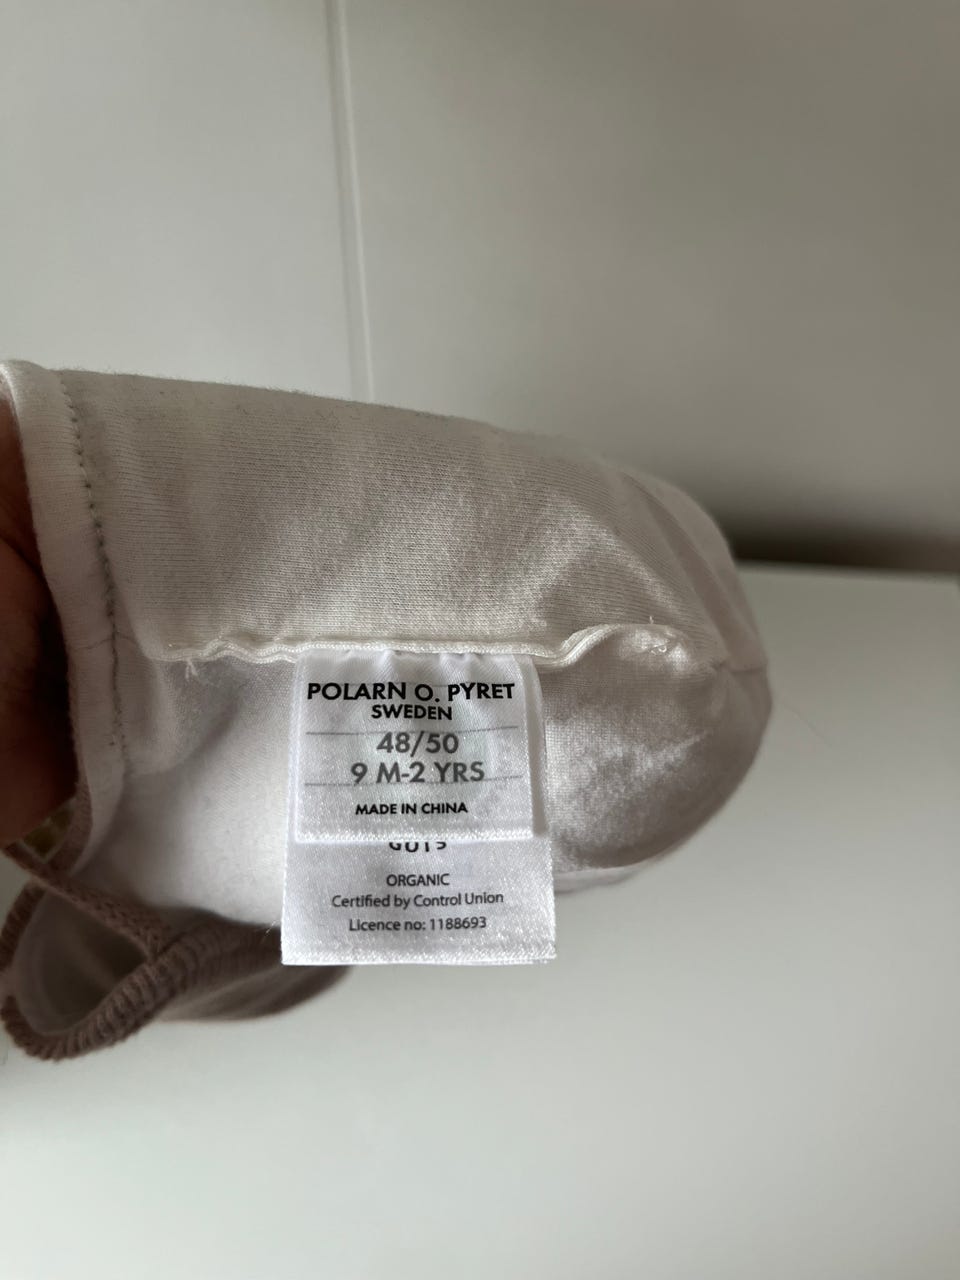 POLARN O. PYRET
SWEDEN
48/50
9 M-2 YRS
MADE IN CHINA
ORGANIC
Certified by Control Union
Licence no: 1188693